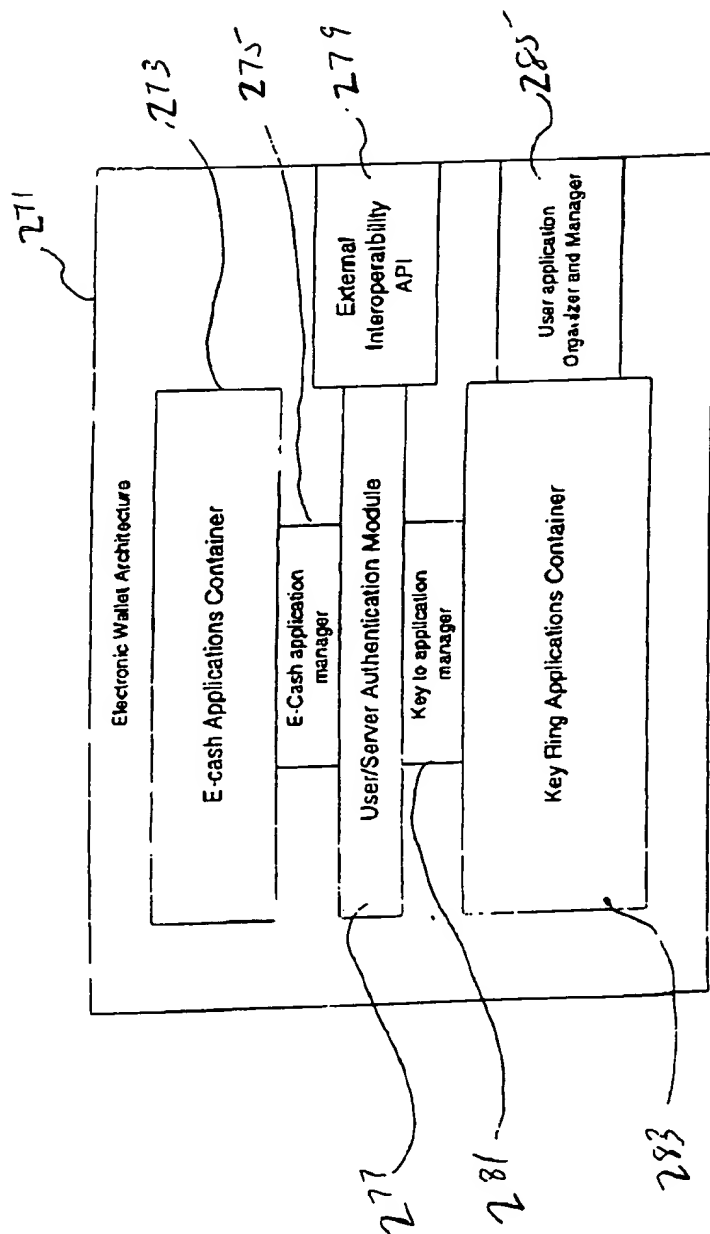 271
273
275
279
285
Electronic Wallet Architecture
E-cash Applications Container
E-Cash application
manager
User/Server Authentication Module
External
Interoperalbility
API
Key to application
manager
Key Ring Applications Container
User application
Organizer and Manager
277
281
283